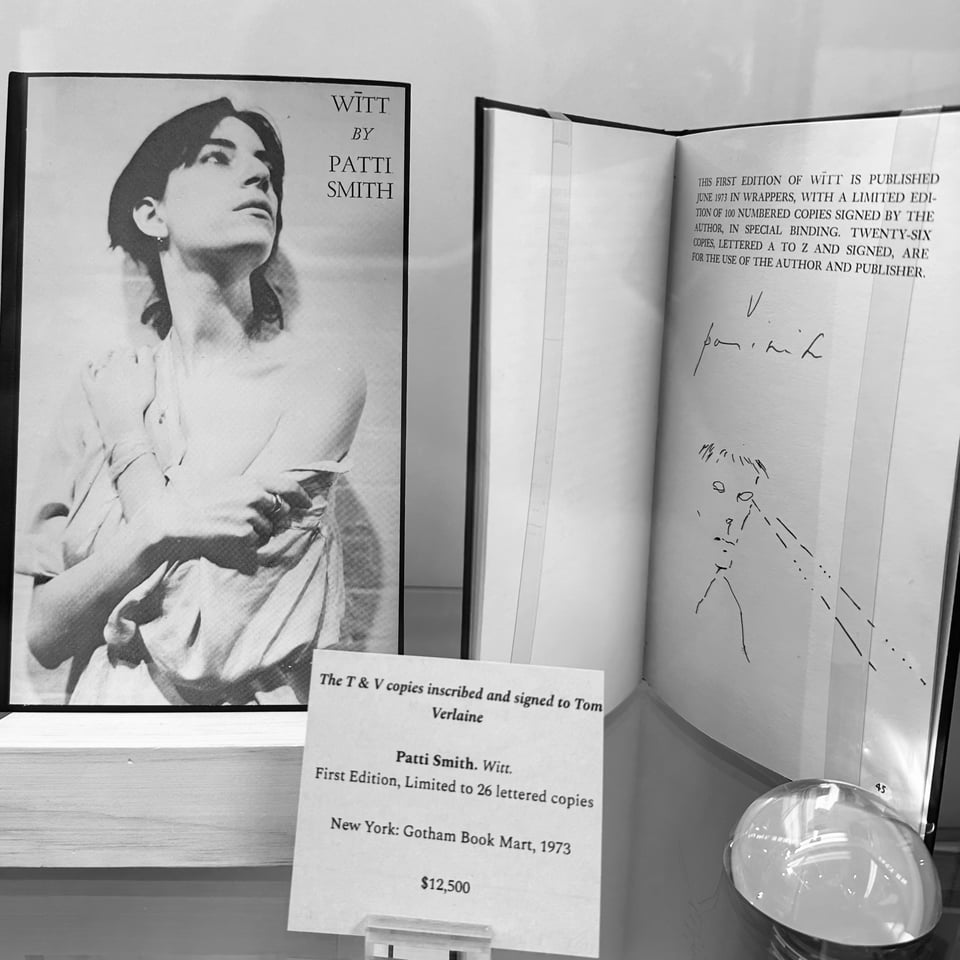 WĪTT
BY
PATTI
SMITH
THIS FIRST EDITION OF WĪTT IS PUBLISHED
JUNE 1973 IN WRAPPERS, WITH A LIMITED EDI-
TION OF 100 NUMBERED COPIES SIGNED BY THE
AUTHOR, IN SPECIAL BINDING. TWENTY-SIX
COPIES, LETTERED A TO Z AND SIGNED, ARE
FOR THE USE OF THE AUTHOR AND PUBLISHER.
V.
45
The T & V copies inscribed and signed to Tom
Verlaine
Patti Smith. Witt.
First Edition, Limited to 26 lettered copies
New York: Gotham Book Mart, 1973
$12,500